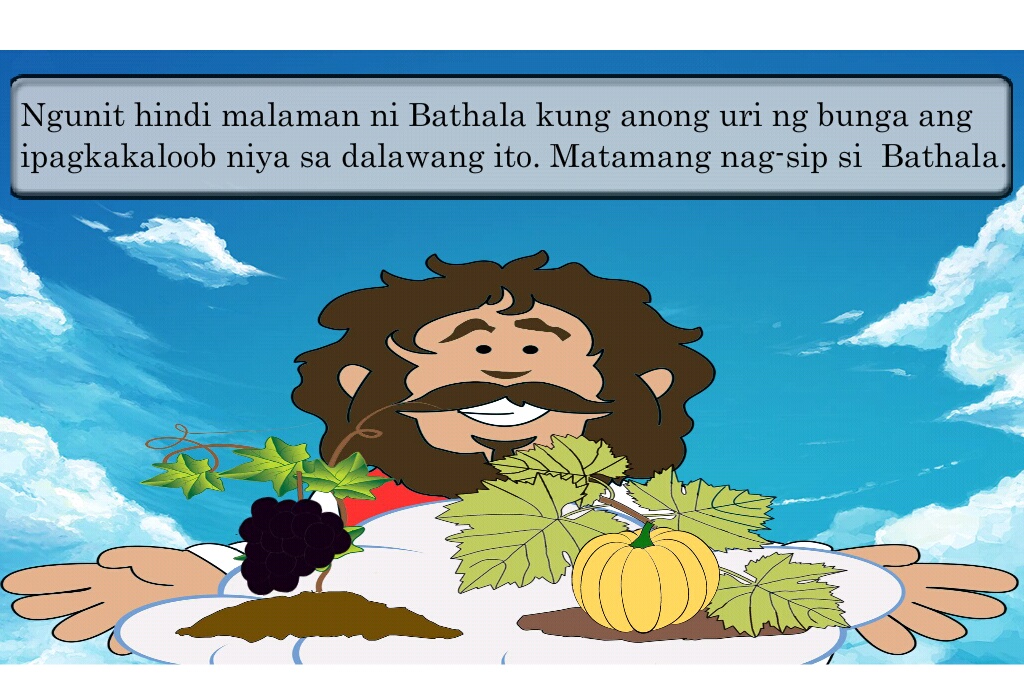 Ngunit hindi malaman ni Bathala kung anong uri ng bunga ang
ipagkakaloob niya sa dalawang ito. Matamang nag-sip si Bathala.